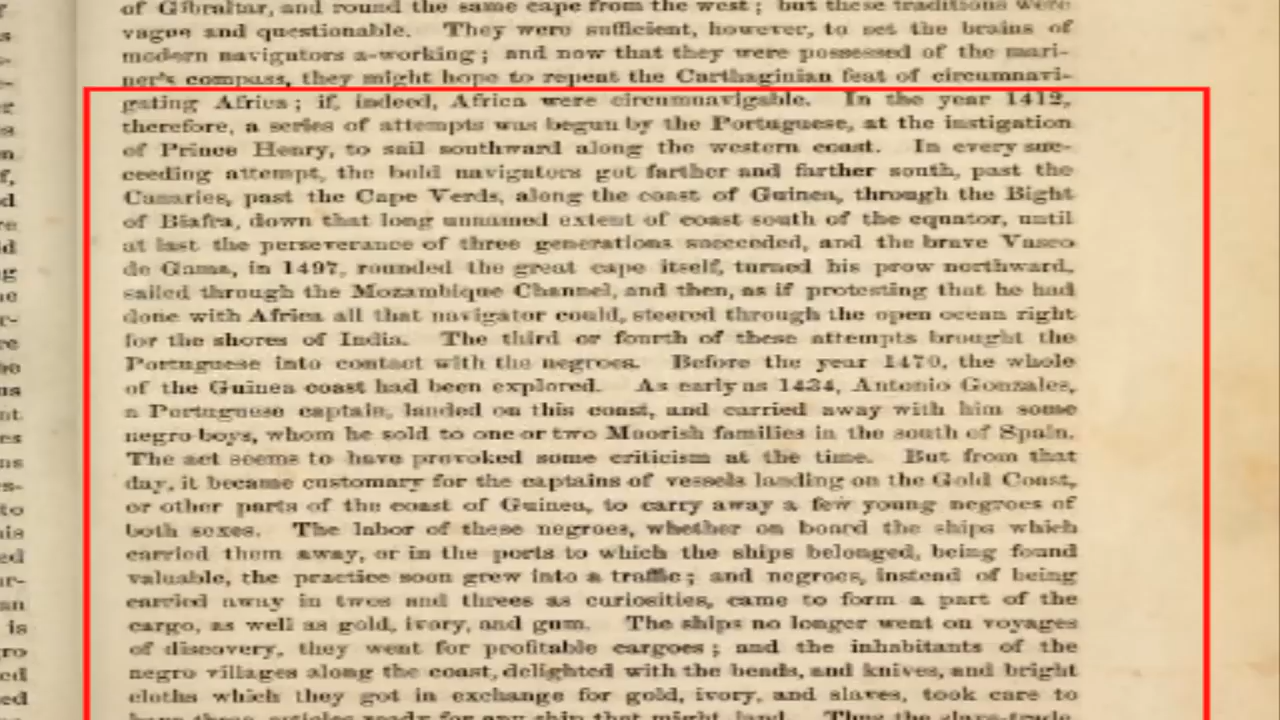 of Gibraltar, and round the same cape from the west; but these traditions were
vague and questionable. They were sufficient, however, to set the brains of
modern navigators a-working; and now that they were possessed of the mari-
ner's compass, they might hope to repeat the Carthaginian feat of circumnavi-
gating Africa; if, indeed, Africa were circumnavigable. In the year 1412,
therefore, a series of attempts was begun by the Portuguese, at the instigation
of Prince Henry, to sail southward along the western coast. In every suc-
ceeding attempt, the bold navigators got farther and farther south, past the
Canaries, past the Cape Verds, along the coast of Guinea, through the Bight
of Biafra, down that long unnamed extent of coast south of the equator, until
at last the perseverance of three generations succeeded, and the brave Vasco
de Gama, in 1497, rounded the great cape itself, turned his prow northward,
sailed through the Mozambique Channel, and then, as if protesting that he had
done with Africa all that navigator could, steered through the open ocean right
for the shores of India. The third or fourth of these attempts brought the
Portuguese into contact with the negroes. Before the year 1470, the whole
of the Guinea coast had been explored. As early as 1434, Antonio Gonzales,
a Portuguese captain, landed on this coast, and carried away with him some
negro boys, whom he sold to one or two Moorish families in the south of Spain.
The act seems to have provoked some criticism at the time. But from that
day, it became customary for the captains of vessels landing on the Gold Coast,
or other parts of the coast of Guinea, to carry away a few young negroes of
both sexes. The labor of these negroes, whether on board the ships which
carried them away, or in the ports to which the ships belonged, being found
valuable, the practice soon grew into a traffic; and negroes, instead of being
carried away in twos and threes as curiosities, came to form a part of the
cargo, as well as gold, ivory, and gum. The ships no longer went on voyages
of discovery, they went for profitable cargoes; and the inhabitants of the
negro villages along the coast, delighted with the beads, and knives, and bright
cloths which they got in exchange for gold, ivory, and slaves, took care to
have these articles ready for any ship that might land. Thus the slave-trade